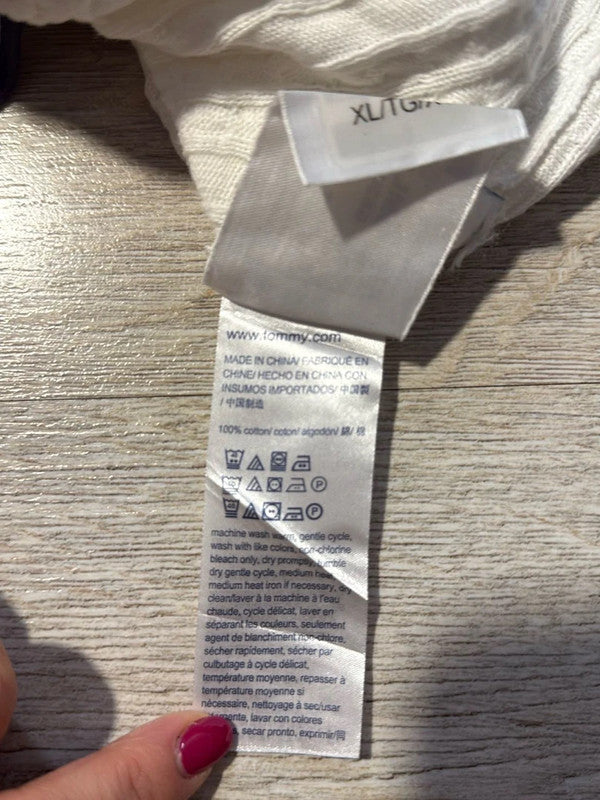 XL/TG/
www.tommy.com
MADE IN CHINA/ FABRIQUÉ EN
CHINE/ HECHO EN CHINA CON
INSUMOS IMPORTADOS/ 中国製
/ 中国制造
100% cotton/ coton/ algodón/ 綿/ 棉
machine wash warm, gentle cycle,
wash with like colors, non-chlorine
bleach only, dry prompty, tumble
dry gentle cycle, medium heat
medium heat iron if necessary, dry
clean/laver à la machine à l'eau
chaude, cycle délicat, laver en
séparant les couleurs, seulement
agent de blanchiment non-chlore,
sécher rapidement, sécher par
culbutage à cycle délicat,
température moyenne, repasser à
température moyenne si
nécessaire, nettoyage à sec/usar
lavar con colores
secar pronto, exprimir/同